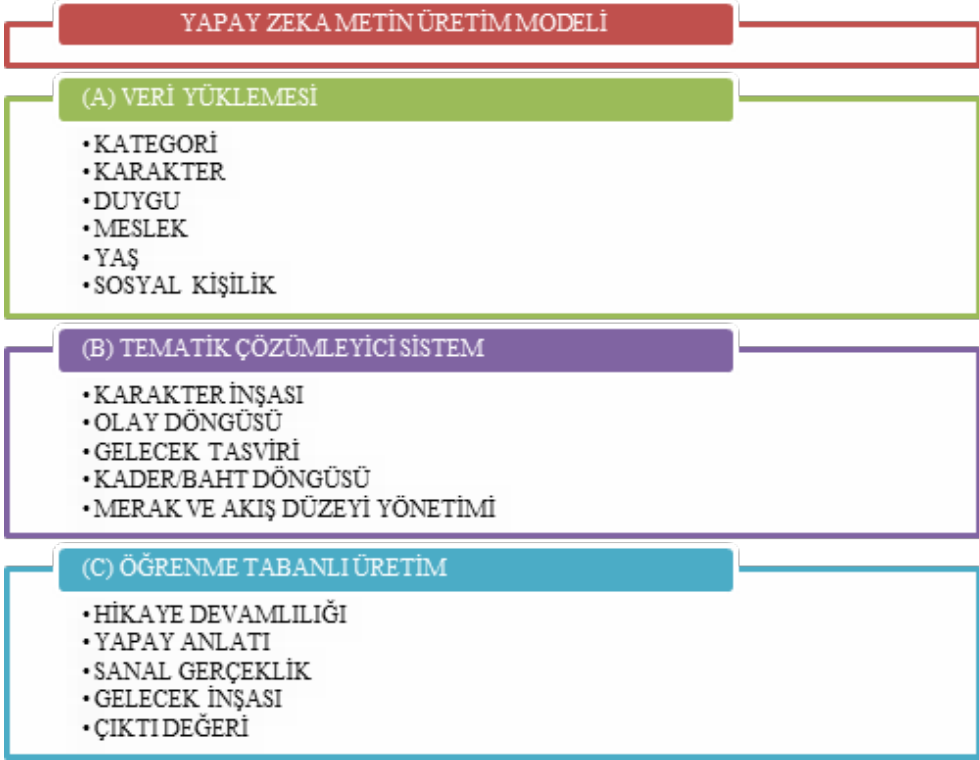 YAPAY ZEKA METİN ÜRETİM MODELİ
(A) VERİ YÜKLEMESİ
• KATEGORİ
• KARAKTER
• DUYGU
• MESLEK
• YAŞ
• SOSYAL KİŞİLİK
(B) TEMATİK ÇÖZÜMLEYİCİ SİSTEM
• KARAKTER İNŞASI
• OLAY DÖNGÜSÜ
• GELECEK TASVİRİ
• KADER/BAHT DÖNGÜSÜ
• MERAK VE AKIŞ DÜZEYİ YÖNETİMİ
(C) ÖĞRENME TABANLI ÜRETİM
• HİKAYE DEVAMLILIĞI
• YAPAY ANLATI
• SANAL GERÇEKLİK
• GELECEK İNŞASI
• ÇIKTI DEĞERİ